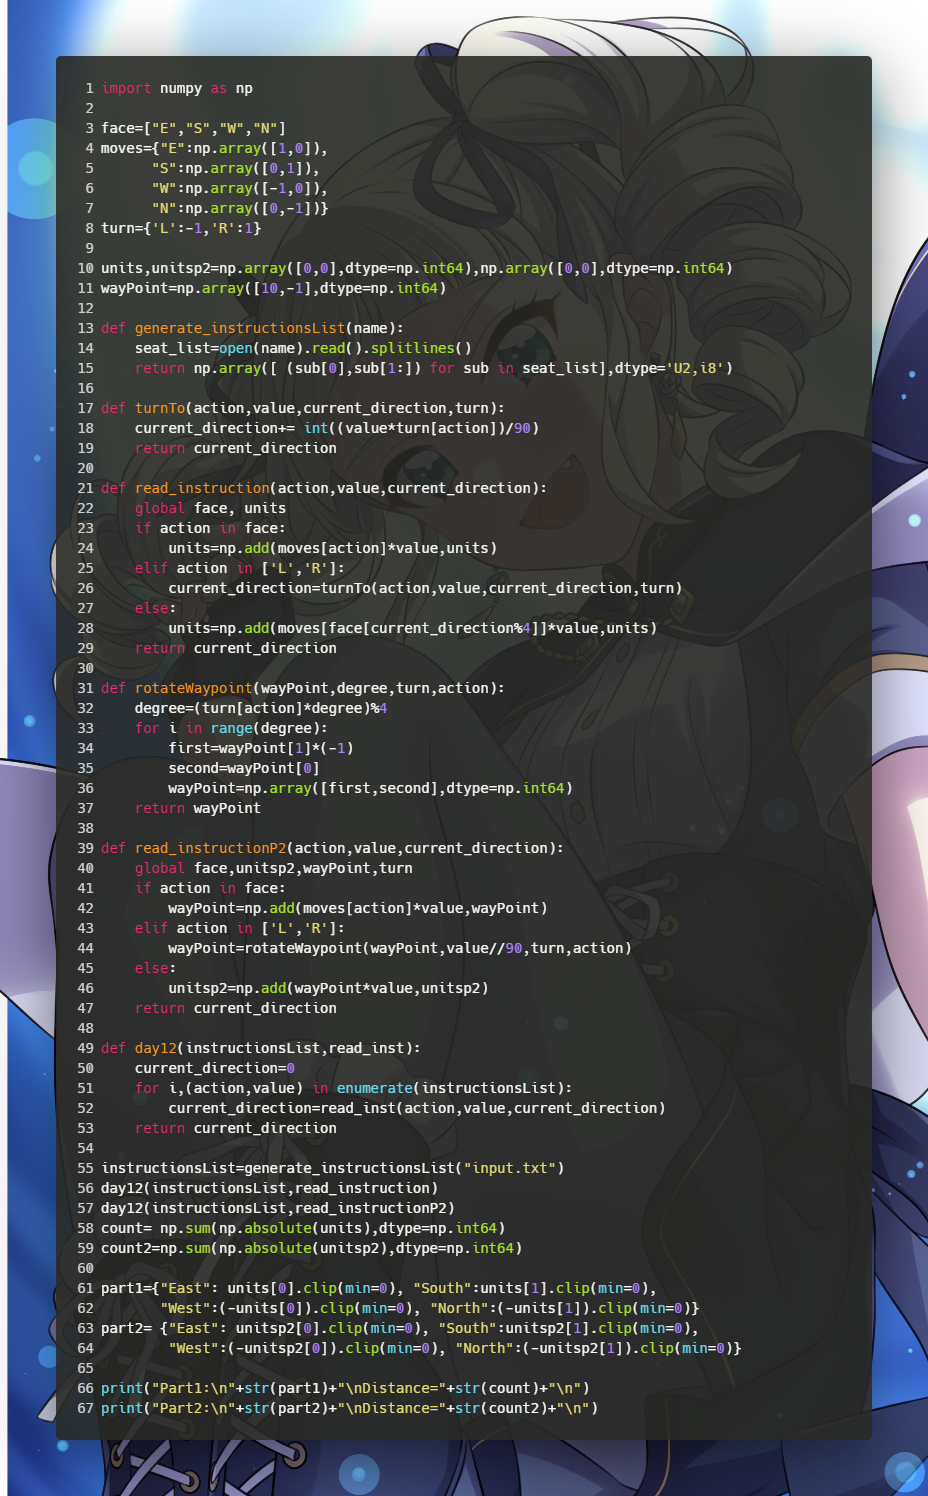 1 import numpy as np
2
3 face=["E","S","W","N"]
4 moves={"E":np.array([1,0]),
5       "S":np.array([0,1]),
6       "W":np.array([-1,0]),
7       "N":np.array([0,-1])}
8 turn={'L':-1,'R':1}
9
10 units,unitsp2=np.array([0,0],dtype=np.int64),np.array([0,0],dtype=np.int64)
11 wayPoint=np.array([10,-1],dtype=np.int64)
12
13 def generate_instructionsList(name):
14     seat_list=open(name).read().splitlines()
15     return np.array([ (sub[0],sub[1:]) for sub in seat_list],dtype='U2,i8')
16
17 def turnTo(action,value,current_direction,turn):
18     current_direction+= int((value*turn[action])/90)
19     return current_direction
20
21 def read_instruction(action,value,current_direction):
22     global face, units
23     if action in face:
24         units=np.add(moves[action]*value,units)
25     elif action in ['L','R']:
26         current_direction=turnTo(action,value,current_direction,turn)
27     else:
28         units=np.add(moves[face[current_direction%4]]*value,units)
29     return current_direction
30
31 def rotateWaypoint(wayPoint,degree,turn,action):
32     degree=(turn[action]*degree)%4
33     for i in range(degree):
34         first=wayPoint[1]*(-1)
35         second=wayPoint[0]
36         wayPoint=np.array([first,second],dtype=np.int64)
37     return wayPoint
38
39 def read_instructionP2(action,value,current_direction):
40     global face,unitsp2,wayPoint,turn
41     if action in face:
42         wayPoint=np.add(moves[action]*value,wayPoint)
43     elif action in ['L','R']:
44         wayPoint=rotateWaypoint(wayPoint,value//90,turn,action)
45     else:
46         unitsp2=np.add(wayPoint*value,unitsp2)
47     return current_direction
48
49 def day12(instructionsList,read_inst):
50     current_direction=0
51     for i,(action,value) in enumerate(instructionsList):
52         current_direction=read_inst(action,value,current_direction)
53     return current_direction
54
55 instructionsList=generate_instructionsList("input.txt")
56 day12(instructionsList,read_instruction)
57 day12(instructionsList,read_instructionP2)
58 count= np.sum(np.absolute(units),dtype=np.int64)
59 count2=np.sum(np.absolute(unitsp2),dtype=np.int64)
60
61 part1={"East": units[0].clip(min=0), "South":units[1].clip(min=0),
62        "West":(-units[0]).clip(min=0), "North":(-units[1]).clip(min=0)}
63 part2= {"East": unitsp2[0].clip(min=0), "South":unitsp2[1].clip(min=0),
64         "West":(-unitsp2[0]).clip(min=0), "North":(-unitsp2[1]).clip(min=0)}
65
66 print("Part1:\n"+str(part1)+"\nDistance="+str(count)+"\n")
67 print("Part2:\n"+str(part2)+"\nDistance="+str(count2)+"\n")